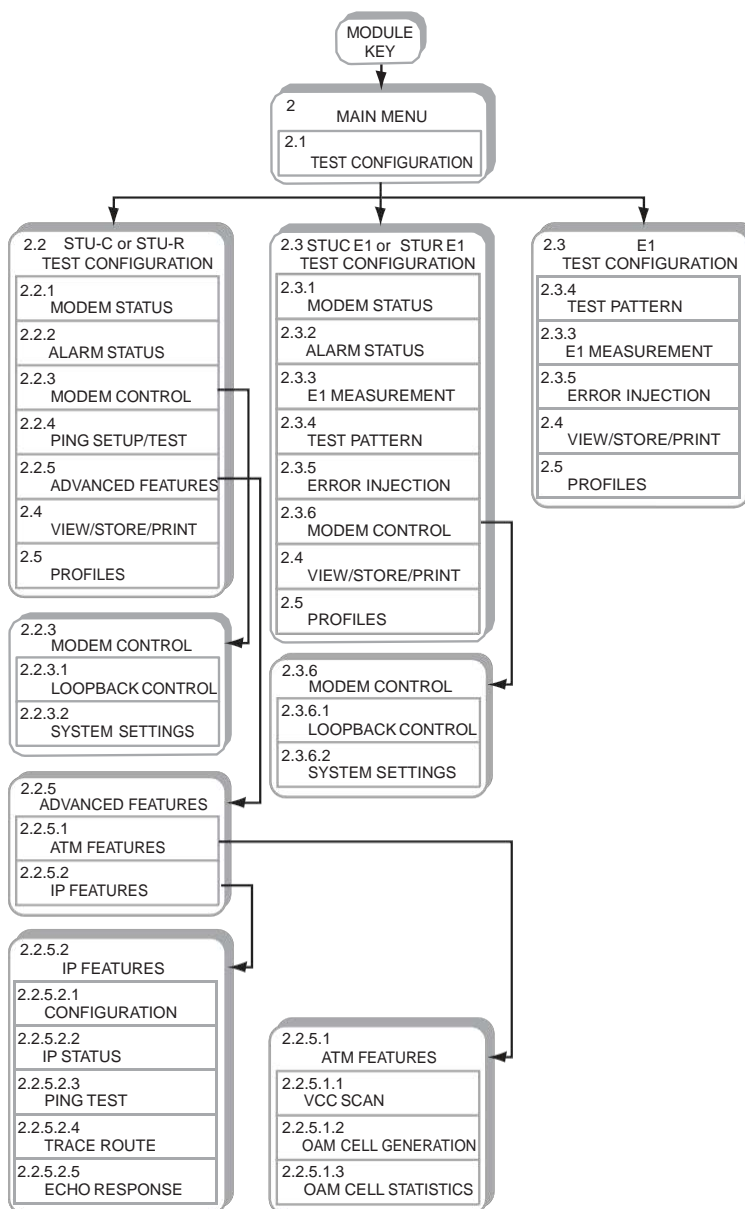 MODULE
KEY
2
MAIN MENU
2.1
TEST CONFIGURATION
2.2 STU-C or STU-R
TEST CONFIGURATION
2.2.1
MODEM STATUS
2.2.2
ALARM STATUS
2.2.3
MODEM CONTROL
2.2.4
PING SETUP/TEST
2.2.5
ADVANCED FEATURES
2.4
VIEW/STORE/PRINT
2.5
PROFILES
2.3 STUC E1 or STUR E1
TEST CONFIGURATION
2.3.1
MODEM STATUS
2.3.2
ALARM STATUS
2.3.3
E1 MEASUREMENT
2.3.4
TEST PATTERN
2.3.5
ERROR INJECTION
2.3.6
MODEM CONTROL
2.4
VIEW/STORE/PRINT
2.5
PROFILES
2.3 E1
TEST CONFIGURATION
2.3.4
TEST PATTERN
2.3.3
E1 MEASUREMENT
2.3.5
ERROR INJECTION
2.4
VIEW/STORE/PRINT
2.5
PROFILES
2.2.3
MODEM CONTROL
2.2.3.1
LOOPBACK CONTROL
2.2.3.2
SYSTEM SETTINGS
2.3.6
MODEM CONTROL
2.3.6.1
LOOPBACK CONTROL
2.3.6.2
SYSTEM SETTINGS
2.2.5
ADVANCED FEATURES
2.2.5.1
ATM FEATURES
2.2.5.2
IP FEATURES
2.2.5.2
IP FEATURES
2.2.5.2.1
CONFIGURATION
2.2.5.2.2
IP STATUS
2.2.5.2.3
PING TEST
2.2.5.2.4
TRACE ROUTE
2.2.5.2.5
ECHO RESPONSE
2.2.5.1
ATM FEATURES
2.2.5.1.1
VCC SCAN
2.2.5.1.2
OAM CELL GENERATION
2.2.5.1.3
OAM CELL STATISTICS